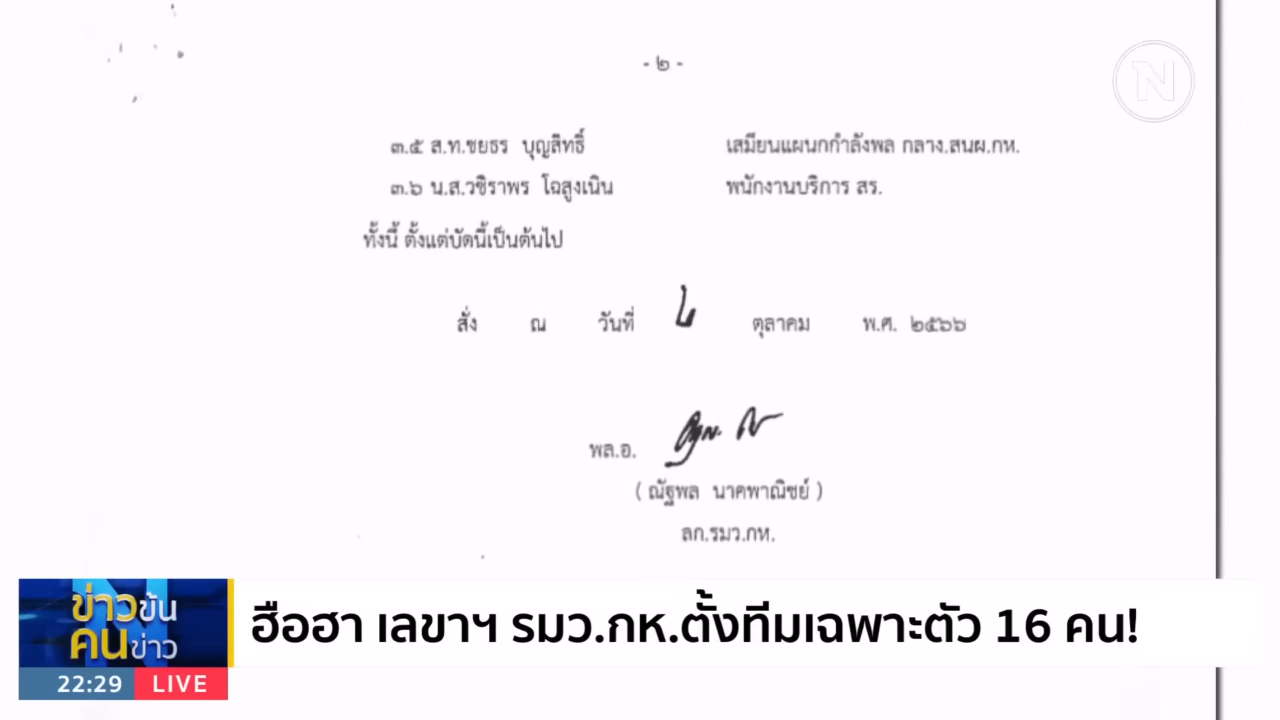 - ๒ -
N
๓.๕ ส.ท.ชยธร บุญสิทธิ์ เสมียนแผนกกำลังพล กลาง.สนผ.กห.
๓.๖ น.ส.วชิราพร โฉสูงเนิน พนักงานบริการ สร.
ทั้งนี้ ตั้งแต่บัดนี้เป็นต้นไป
สั่ง ณ วันที่ ตุลาคม พ.ศ. ๒๕๖๖
พล.อ.
( ณัฐพล นาคพาณิชย์ )
ลก.รมว.กห.
ข่าวข้น
คนข่าว
ฮือฮา เลขาฯ รมว.กห.ตั้งทีมเฉพาะตัว 16 คน!
22:29 LIVE